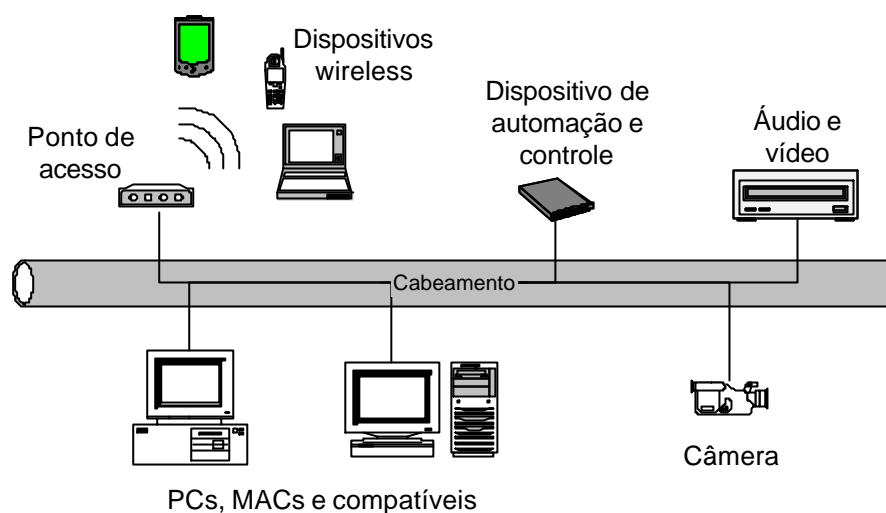 Dispositivos
wireless
Ponto de
acesso
Dispositivo de
automação e
controle
Áudio e
vídeo
Cabeamento
Câmera
PCs, MACs e compatíveis